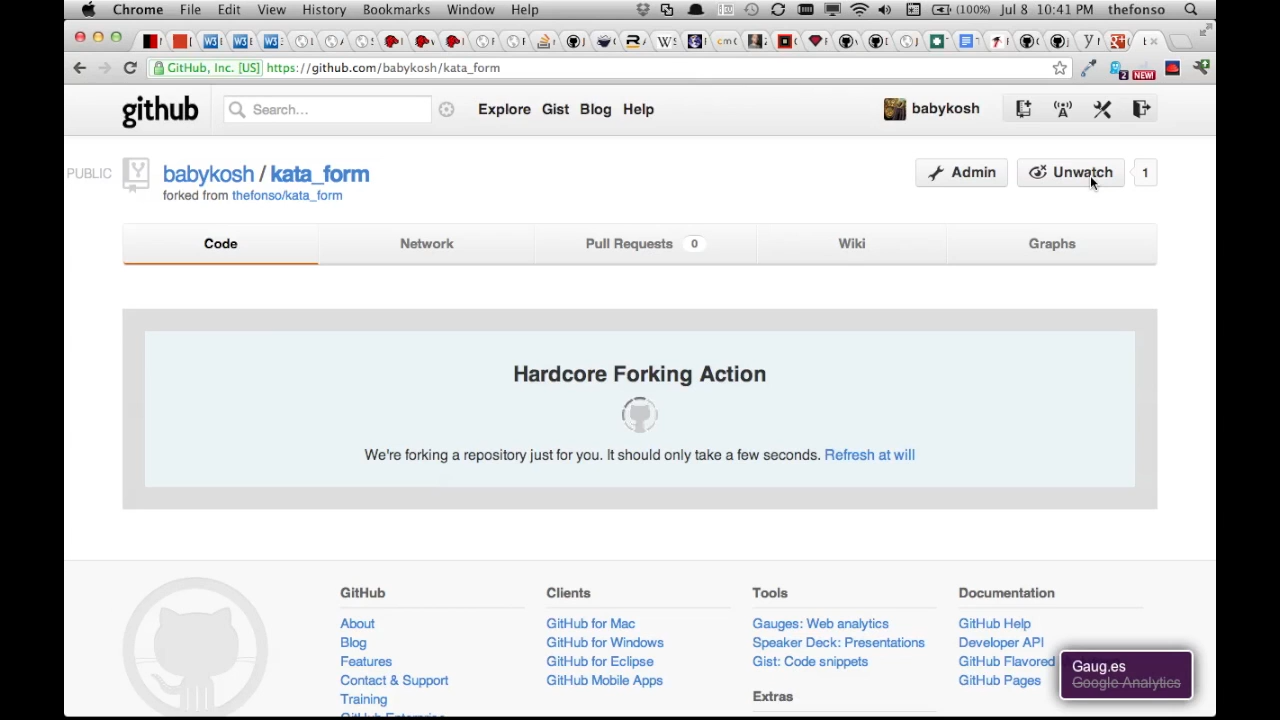 Chrome File Edit View History Bookmarks Window Help (100%) Jul 8 10:41 PM thefonso
GitHub, Inc. [US] https://github.com/babykosh/kata_form
2 NEW!
github Search... Explore Gist Blog Help babykosh
PUBLIC babykosh / kata_form Admin Unwatch 1
forked from thefonso/kata_form
Code Network Pull Requests 0 Wiki Graphs
Hardcore Forking Action
We're forking a repository just for you. It should only take a few seconds. Refresh at will
GitHub Clients Tools Documentation
About GitHub for Mac Gauges: Web analytics GitHub Help
Blog GitHub for Windows Speaker Deck: Presentations Developer API
Features GitHub for Eclipse Gist: Code snippets GitHub Flavored
Contact & Support GitHub Mobile Apps GitHub Pages
Training Extras
Gaug.es
Google Analytics